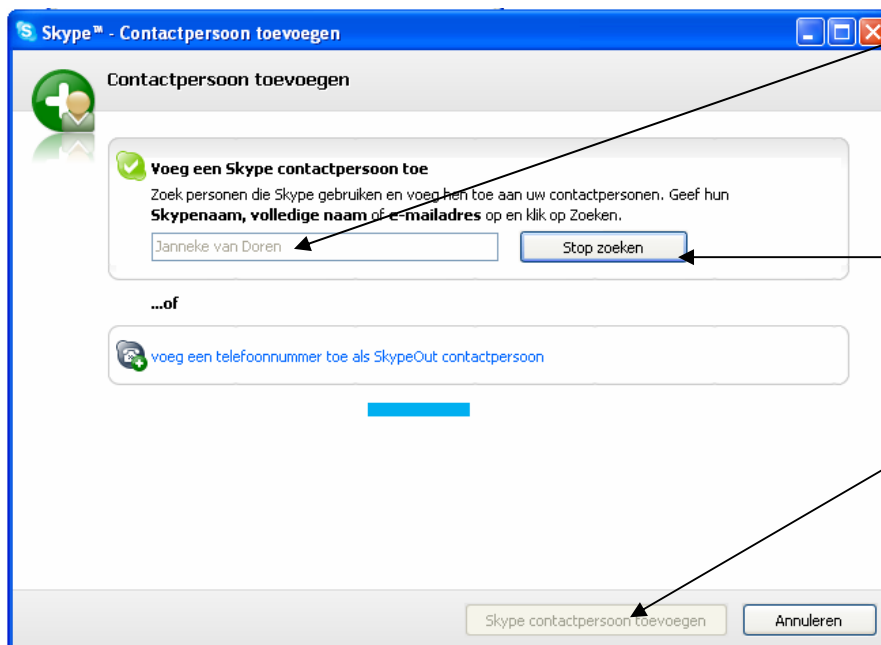 Skype™ - Contactpersoon toevoegen
Contactpersoon toevoegen
Voeg een Skype contactpersoon toe
Zoek personen die Skype gebruiken en voeg hen toe aan uw contactpersonen. Geef hun
Skypenaam, volledige naam of e-mailadres op en klik op Zoeken.
Janneke van Doren
Stop zoeken
...of
voeg een telefoonnummer toe als SkypeOut contactpersoon
Skype contactpersoon toevoegen
Annuleren